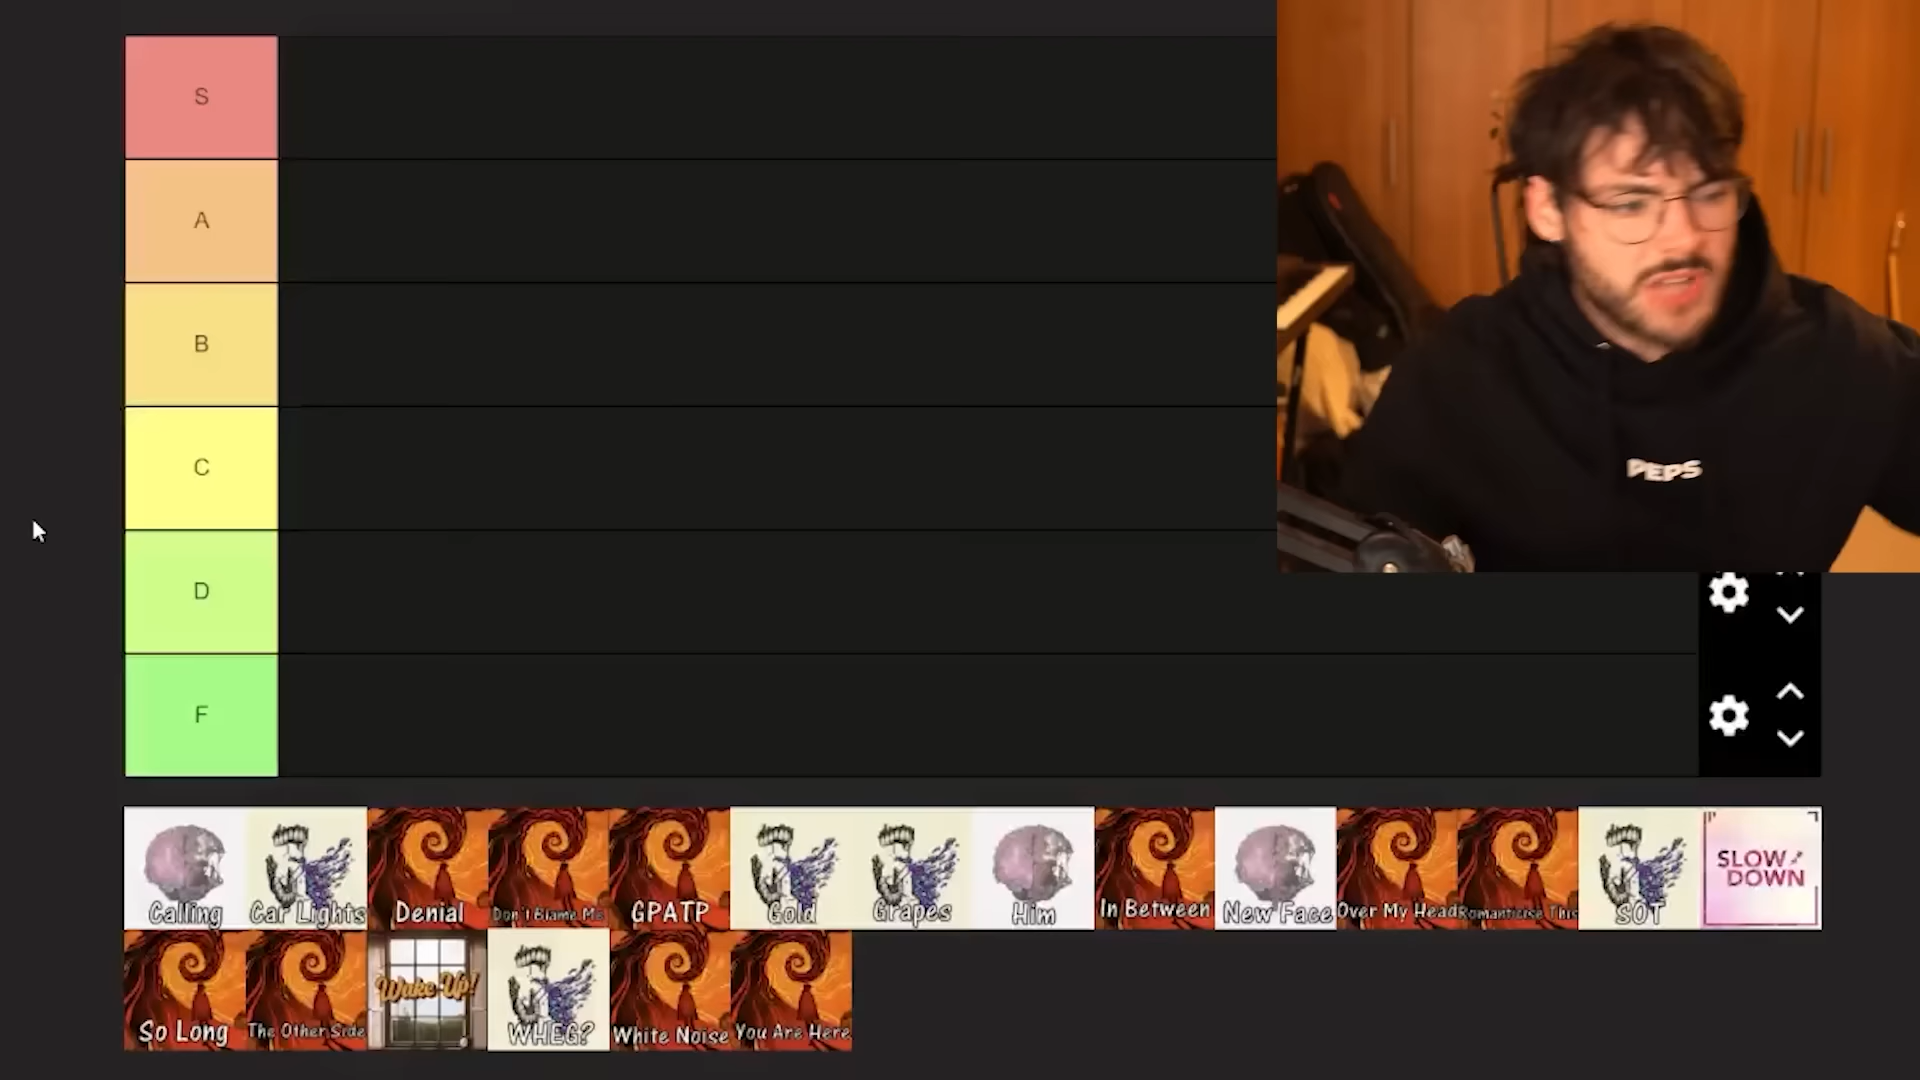 S
A
B
C
D
F
PEPS
Calling
Car Lights
Denial
Don't Blame Me
GPATP
Gold
Grapes
Him
In Between
New Face
Over My Head
Romanticise This
SOT
SLOW
DOWN
So Long
The Other Side
Wake Up!
WHEG?
White Noise
You Are Here